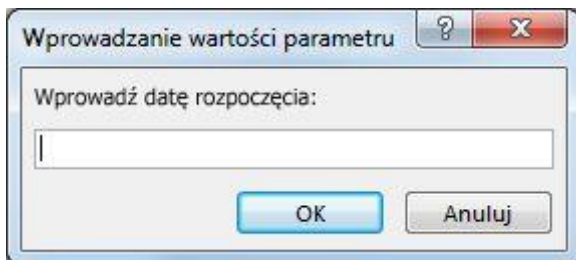 Wprowadzanie wartości parametru
Wprowadź datę rozpoczęcia:
OK Anuluj